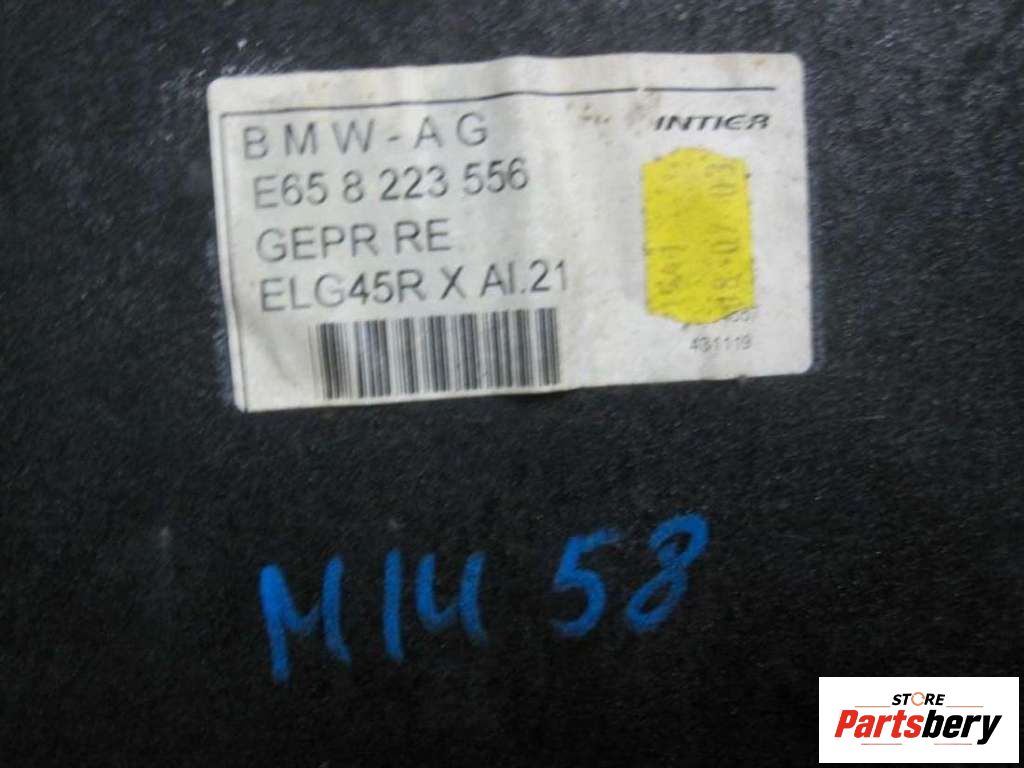 INTIER
BMW-AG
E65 8 223 556
GEPR RE
ELG45R X AI.21
431119
M14 58
STORE
Partsbery